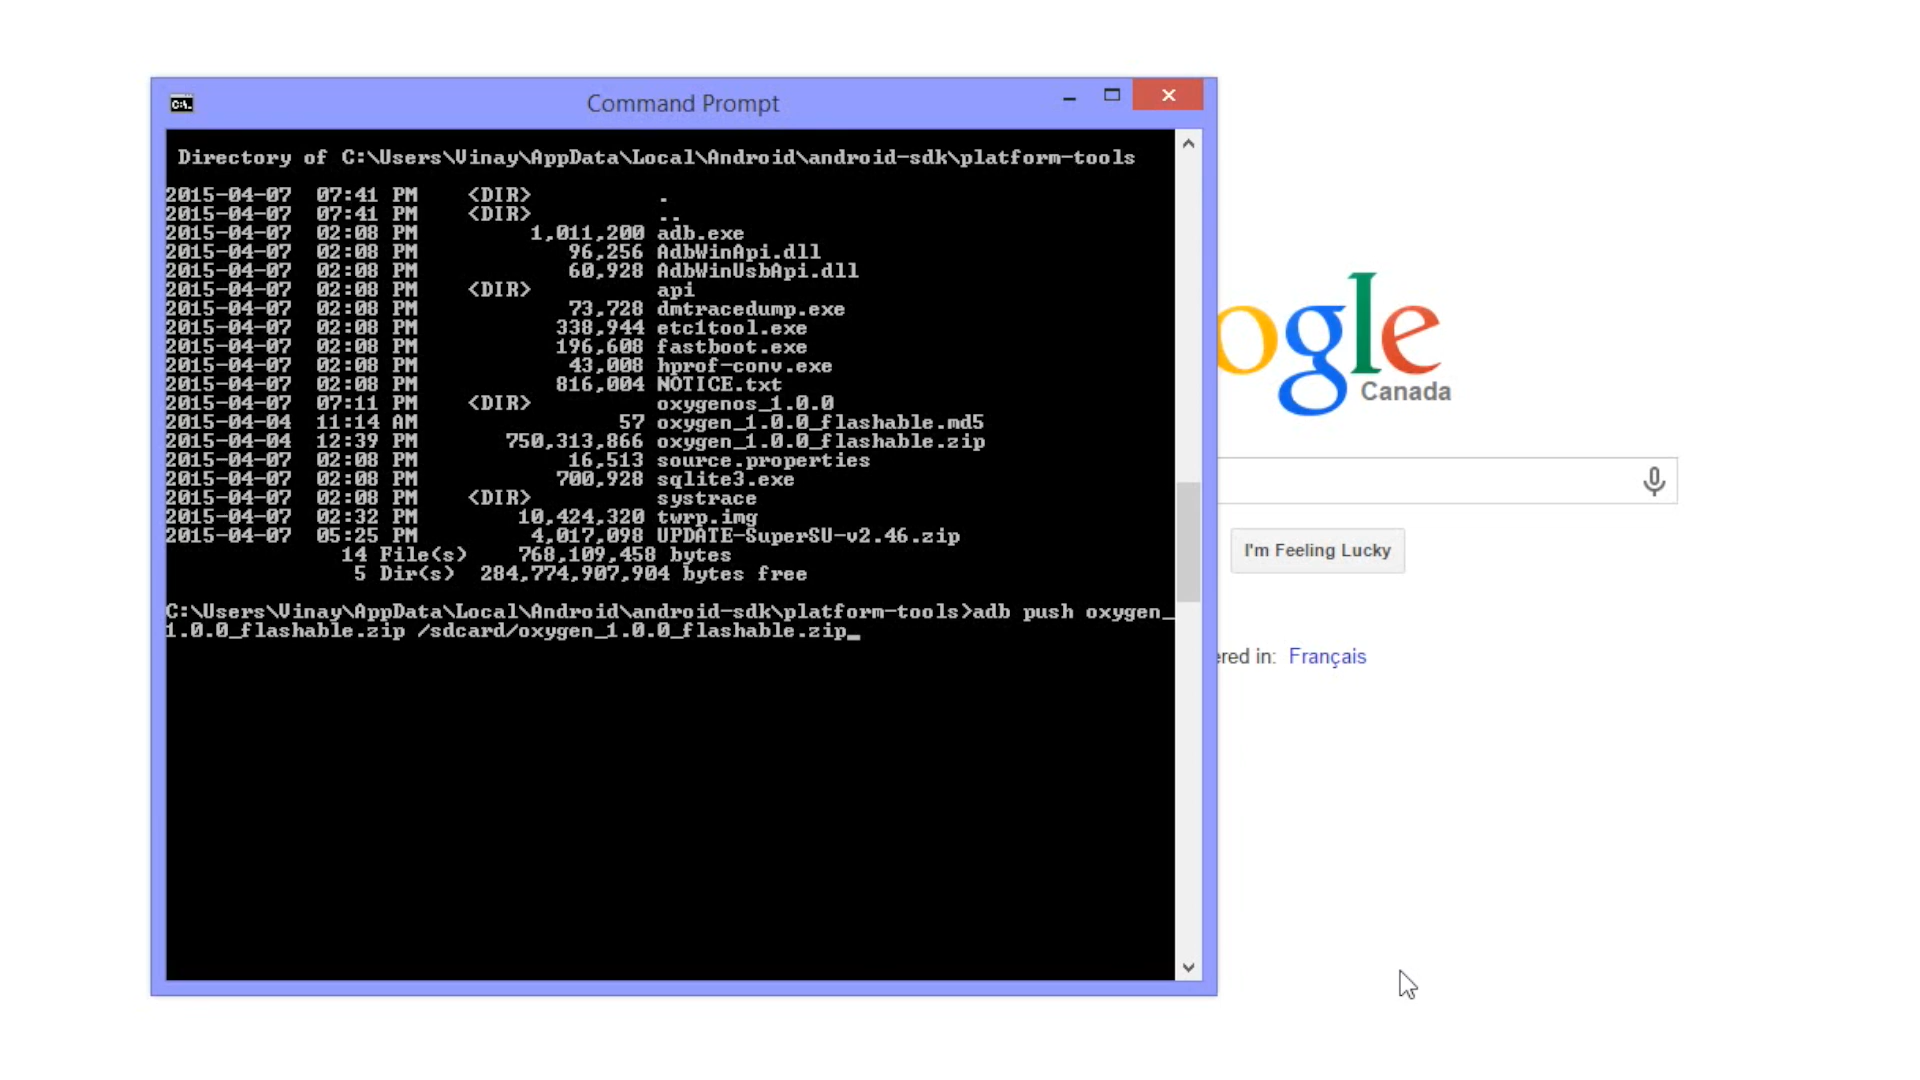 Command Prompt
Directory of C:\Users\Vinay\AppData\Local\Android\android-sdk\platform-tools
2015-04-07  07:41 PM    <DIR>          .
2015-04-07  07:41 PM    <DIR>          ..
2015-04-07  02:08 PM         1,011,200 adb.exe
2015-04-07  02:08 PM            96,256 AdbWinApi.dll
2015-04-07  02:08 PM            60,928 AdbWinUsbApi.dll
2015-04-07  02:08 PM    <DIR>          api
2015-04-07  02:08 PM            73,728 dmtracedump.exe
2015-04-07  02:08 PM           338,944 etc1tool.exe
2015-04-07  02:08 PM           196,608 fastboot.exe
2015-04-07  02:08 PM            43,008 hprof-conv.exe
2015-04-07  02:08 PM           816,004 NOTICE.txt
2015-04-07  07:11 PM    <DIR>          oxygenos_1.0.0
2015-04-04  11:14 AM                57 oxygen_1.0.0_flashable.md5
2015-04-04  12:39 PM       750,313,866 oxygen_1.0.0_flashable.zip
2015-04-07  02:08 PM            16,513 source.properties
2015-04-07  02:08 PM           700,928 sqlite3.exe
2015-04-07  02:08 PM    <DIR>          systrace
2015-04-07  02:32 PM        10,424,320 twrp.img
2015-04-07  05:25 PM         4,017,098 UPDATE-SuperSU-v2.46.zip
14 File(s)    768,109,458 bytes
5 Dir(s)  284,774,907,904 bytes free
C:\Users\Vinay\AppData\Local\Android\android-sdk\platform-tools>adb push oxygen_
1.0.0_flashable.zip /sdcard/oxygen_1.0.0_flashable.zip_
ogle
Canada
I'm Feeling Lucky
ered in: Français